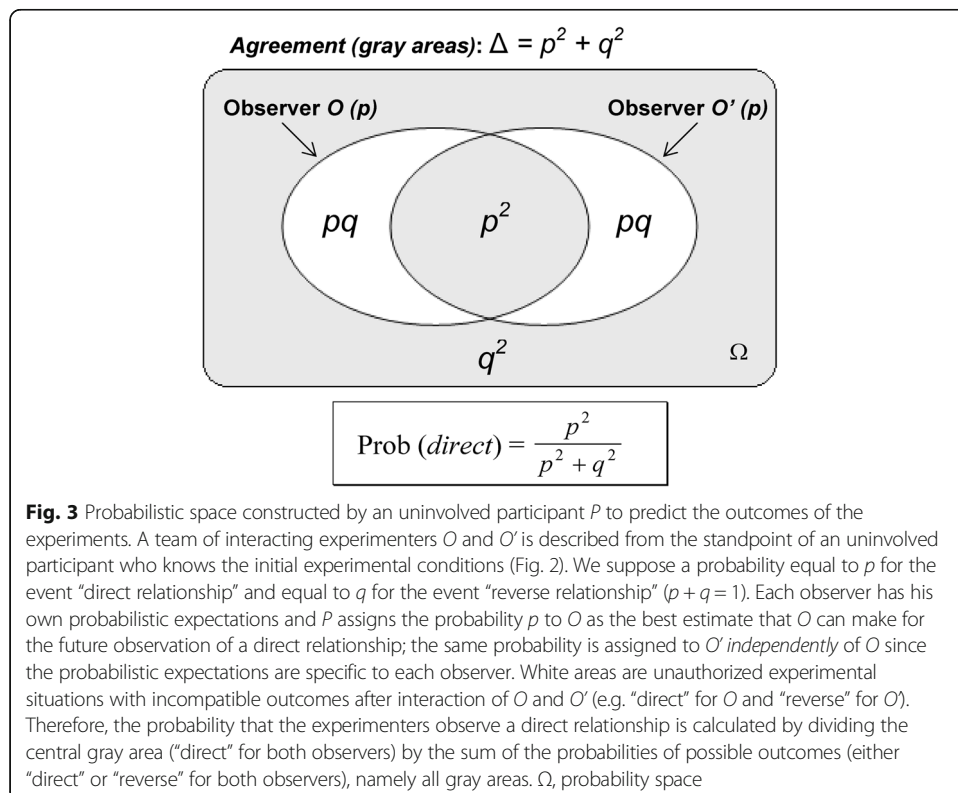 Agreement (gray areas): Δ = p² + q²
Observer O (p)
Observer O' (p)
pq
p²
pq
q²
Ω
Prob (direct) = p² / (p² + q²)
Fig. 3 Probabilistic space constructed by an uninvolved participant P to predict the outcomes of the
experiments. A team of interacting experimenters O and O' is described from the standpoint of an uninvolved
participant who knows the initial experimental conditions (Fig. 2). We suppose a probability equal to p for the
event “direct relationship” and equal to q for the event “reverse relationship” (p + q = 1). Each observer has his
own probabilistic expectations and P assigns the probability p to O as the best estimate that O can make for
the future observation of a direct relationship; the same probability is assigned to O' independently of O since
the probabilistic expectations are specific to each observer. White areas are unauthorized experimental
situations with incompatible outcomes after interaction of O and O' (e.g. “direct” for O and “reverse” for O').
Therefore, the probability that the experimenters observe a direct relationship is calculated by dividing the
central gray area (“direct” for both observers) by the sum of the probabilities of possible outcomes (either
“direct” or “reverse” for both observers), namely all gray areas. Ω, probability space